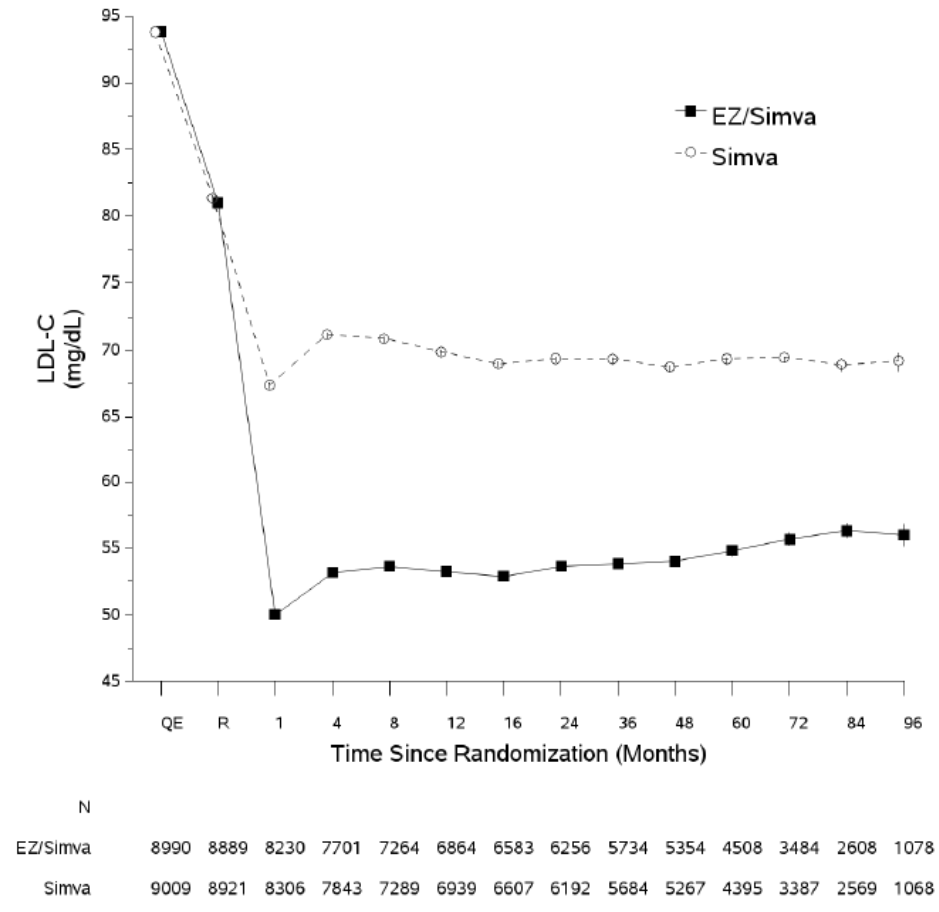 95
90
85
80
75
70
65
60
55
50
45
LDL-C
(mg/dL)
EZ/Simva
Simva
QE R 1 4 8 12 16 24 36 48 60 72 84 96
Time Since Randomization (Months)
N
EZ/Simva 8990 8889 8230 7701 7264 6864 6583 6256 5734 5354 4508 3484 2608 1078
Simva 9009 8921 8306 7843 7289 6939 6607 6192 5684 5267 4395 3387 2569 1068